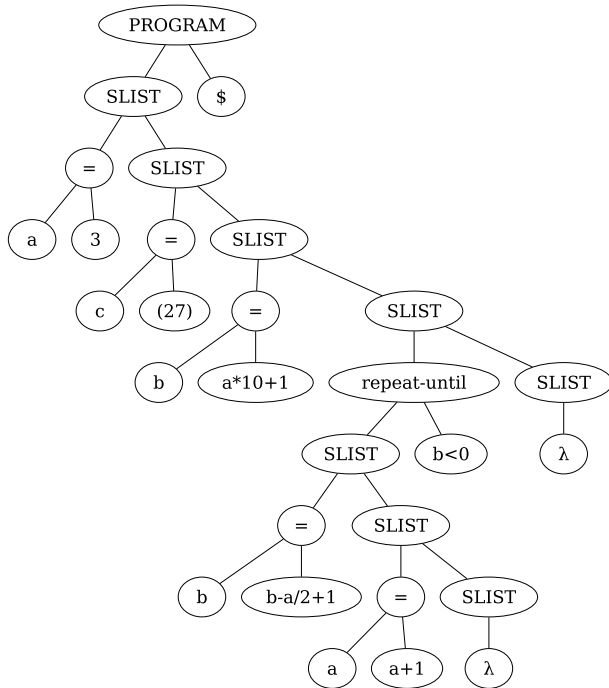 PROGRAM
SLIST $
= SLIST
a 3 = SLIST
c (27) = SLIST
b a*10+1 repeat-until SLIST
SLIST b<0 λ
= SLIST
b b-a/2+1 = SLIST
a a+1 λ